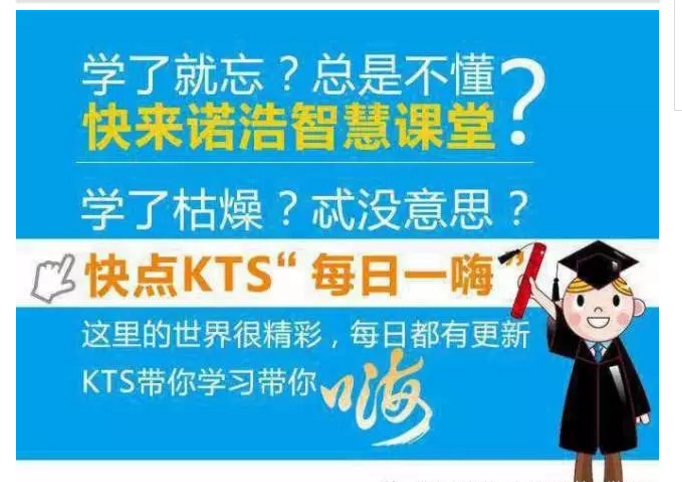 学了就忘？总是不懂？
快来诺浩智慧课堂
学了枯燥？忒没意思？
快点KTS“每日一嗨”
这里的世界很精彩，每日都有更新
KTS带你学习带你嗨